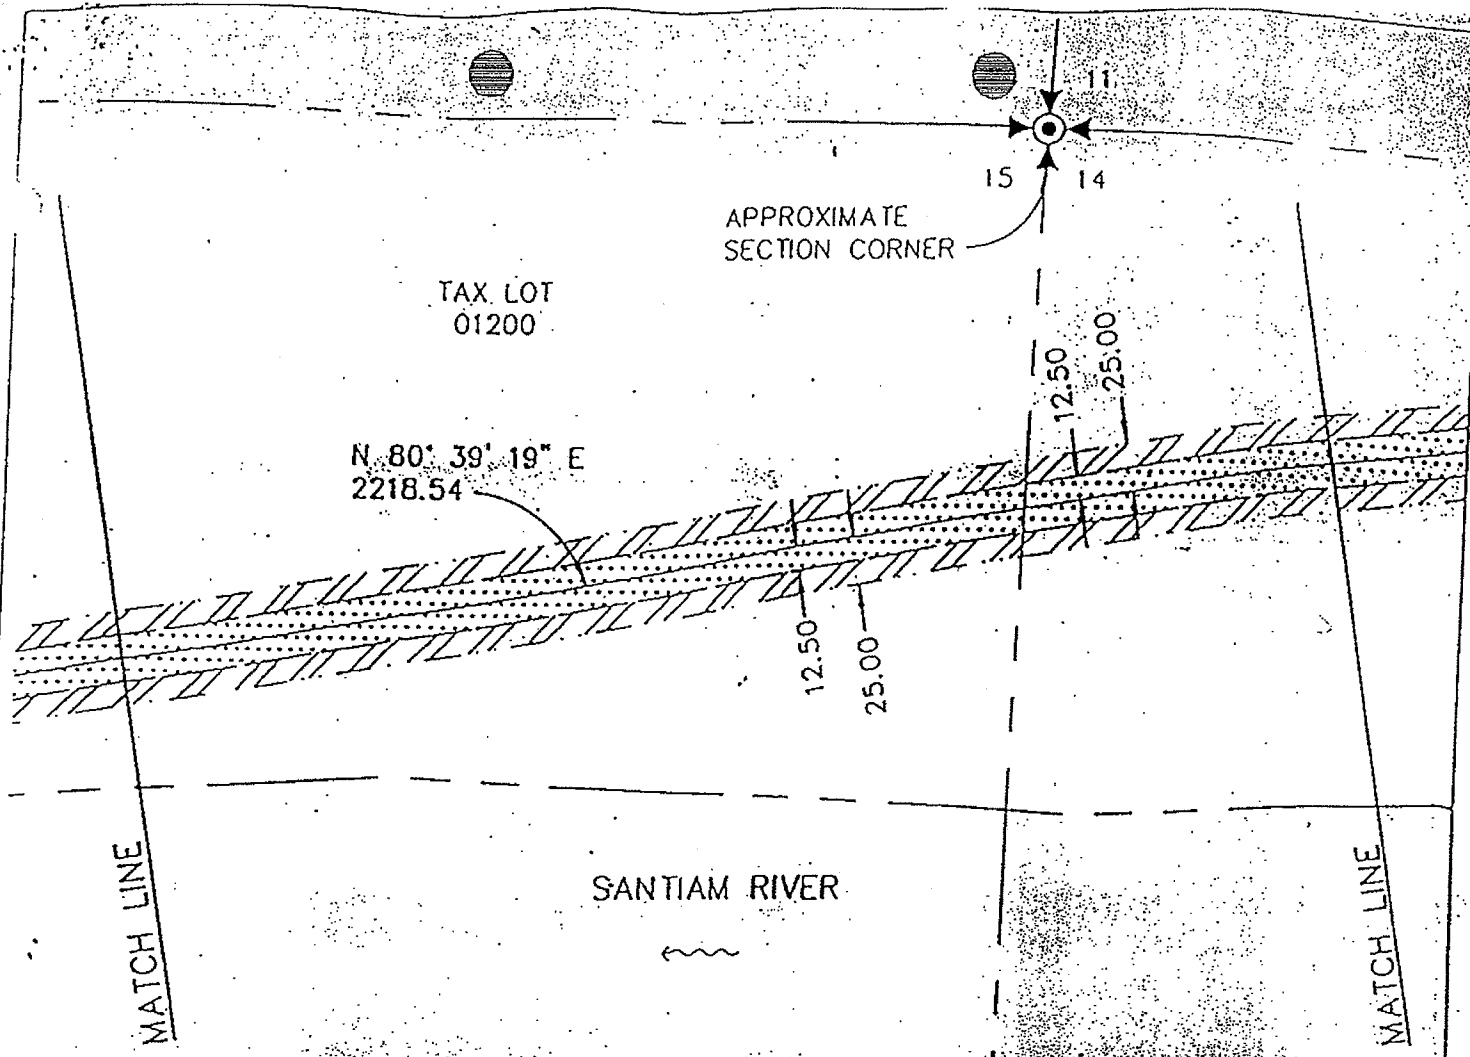 11
15
14
APPROXIMATE
SECTION CORNER
TAX LOT
01200
12.50
25.00
N 80° 39' 19" E
2218.54
12.50
25.00
MATCH LINE
SANTIAM RIVER
MATCH LINE